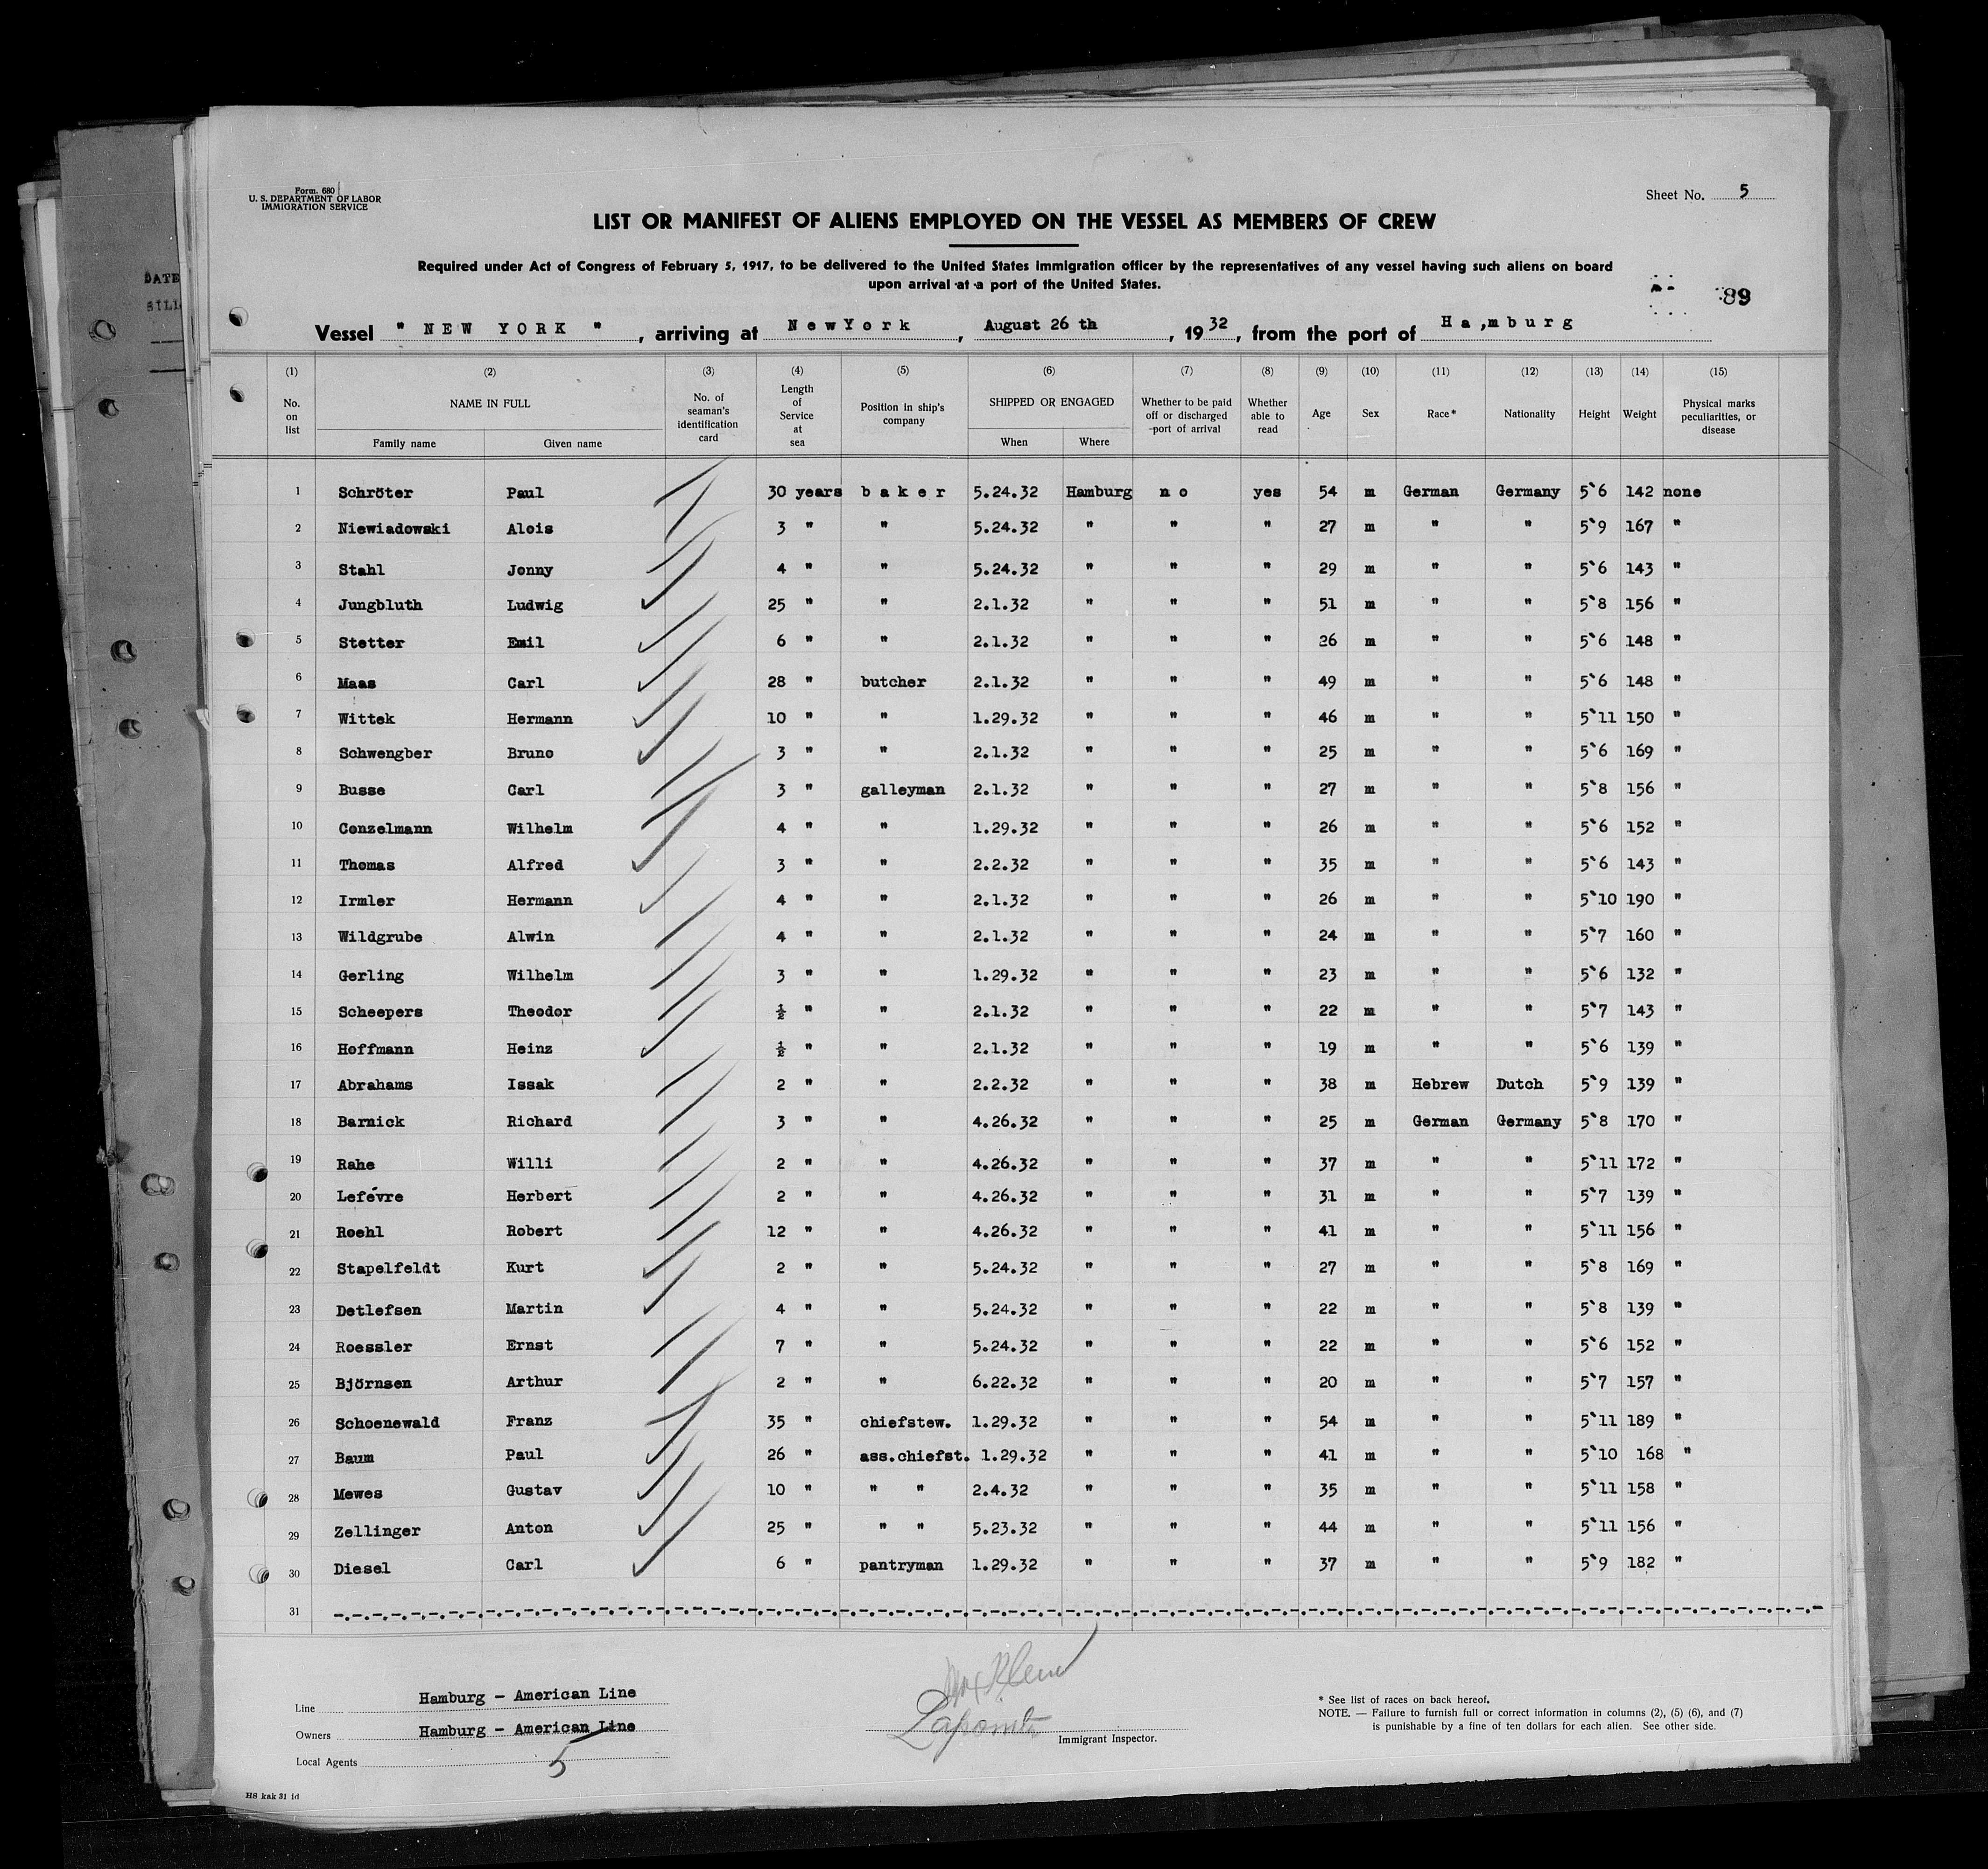 DATE
Form. 680
U. S. DEPARTMENT OF LABOR
IMMIGRATION SERVICE
Sheet No. 5
LIST OR MANIFEST OF ALIENS EMPLOYED ON THE VESSEL AS MEMBERS OF CREW
Required under Act of Congress of February 5, 1917, to be delivered to the United States immigration officer by the representatives of any vessel having such aliens on board
upon arrival at a port of the United States.
89
Vessel " NEW YORK ", arriving at NewYork, August 26 th, 1932, from the port of Ha,mburg
(1) (2) (3) (4) (5) (6) (7) (8) (9) (10) (11) (12) (13) (14) (15)
No. on list NAME IN FULL Family name Given name No. of seaman's identification card Length of Service at sea Position in ship's company SHIPPED OR ENGAGED When Where Whether to be paid off or discharged port of arrival Whether able to read Age Sex Race* Nationality Height Weight Physical marks peculiarities, or disease
1 Schröter Paul 30 years baker 5.24.32 Hamburg no yes 54 m German Germany 5`6 142 none
2 Niewiadowski Alois 3 " " 5.24.32 " " " 27 m " " 5`9 167 "
3 Stahl Jonny 4 " " 5.24.32 " " " 29 m " " 5`6 143 "
4 Jungbluth Ludwig 25 " " 2.1.32 " " " 51 m " " 5`8 156 "
5 Stetter Emil 6 " " 2.1.32 " " " 26 m " " 5`6 148 "
6 Maas Carl 28 " butcher 2.1.32 " " " 49 m " " 5`6 148 "
7 Wittek Hermann 10 " " 1.29.32 " " " 46 m " " 5`11 150 "
8 Schwengber Bruno 3 " " 2.1.32 " " " 25 m " " 5`6 169 "
9 Busse Carl 3 " galleyman 2.1.32 " " " 27 m " " 5`8 156 "
10 Conzelmann Wilhelm 4 " " 1.29.32 " " " 26 m " " 5`6 152 "
11 Thomas Alfred 3 " " 2.2.32 " " " 35 m " " 5`6 143 "
12 Irmler Hermann 4 " " 2.1.32 " " " 26 m " " 5`10 190 "
13 Wildgrube Alwin 4 " " 2.1.32 " " " 24 m " " 5`7 160 "
14 Gerling Wilhelm 3 " " 1.29.32 " " " 23 m " " 5`6 132 "
15 Scheepers Theodor ½ " " 2.1.32 " " " 22 m " " 5`7 143 "
16 Hoffmann Heinz ½ " " 2.1.32 " " " 19 m " " 5`6 139 "
17 Abrahams Issak 2 " " 2.2.32 " " " 38 m Hebrew Dutch 5`9 139 "
18 Barnick Richard 3 " " 4.26.32 " " " 25 m German Germany 5`8 170 "
19 Rahe Willi 2 " " 4.26.32 " " " 37 m " " 5`11 172 "
20 Lefévre Herbert 2 " " 4.26.32 " " " 31 m " " 5`7 139 "
21 Roehl Robert 12 " " 4.26.32 " " " 41 m " " 5`11 156 "
22 Stapelfeldt Kurt 2 " " 5.24.32 " " " 27 m " " 5`8 169 "
23 Detlefsen Martin 4 " " 5.24.32 " " " 22 m " " 5`8 139 "
24 Roessler Ernst 7 " " 5.24.32 " " " 22 m " " 5`6 152 "
25 Björnsen Arthur 2 " " 6.22.32 " " " 20 m " " 5`7 157 "
26 Schoenewald Franz 35 " chiefstew. 1.29.32 " " " 54 m " " 5`11 189 "
27 Baum Paul 26 " ass.chiefst. 1.29.32 " " " 41 m " " 5`10 168 "
28 Mewes Gustav 10 " " " 2.4.32 " " " 35 m " " 5`11 158 "
29 Zellinger Anton 25 " " " 5.23.32 " " " 44 m " " 5`11 156 "
30 Diesel Carl 6 " pantryman 1.29.32 " " " 37 m " " 5`9 182 "
31
Line Hamburg - American Line
Owners Hamburg - American Line
Local Agents 5
Immigrant Inspector.
* See list of races on back hereof.
NOTE. — Failure to furnish full or correct information in columns (2), (5) (6), and (7)
is punishable by a fine of ten dollars for each alien. See other side.
HS kak 31 id